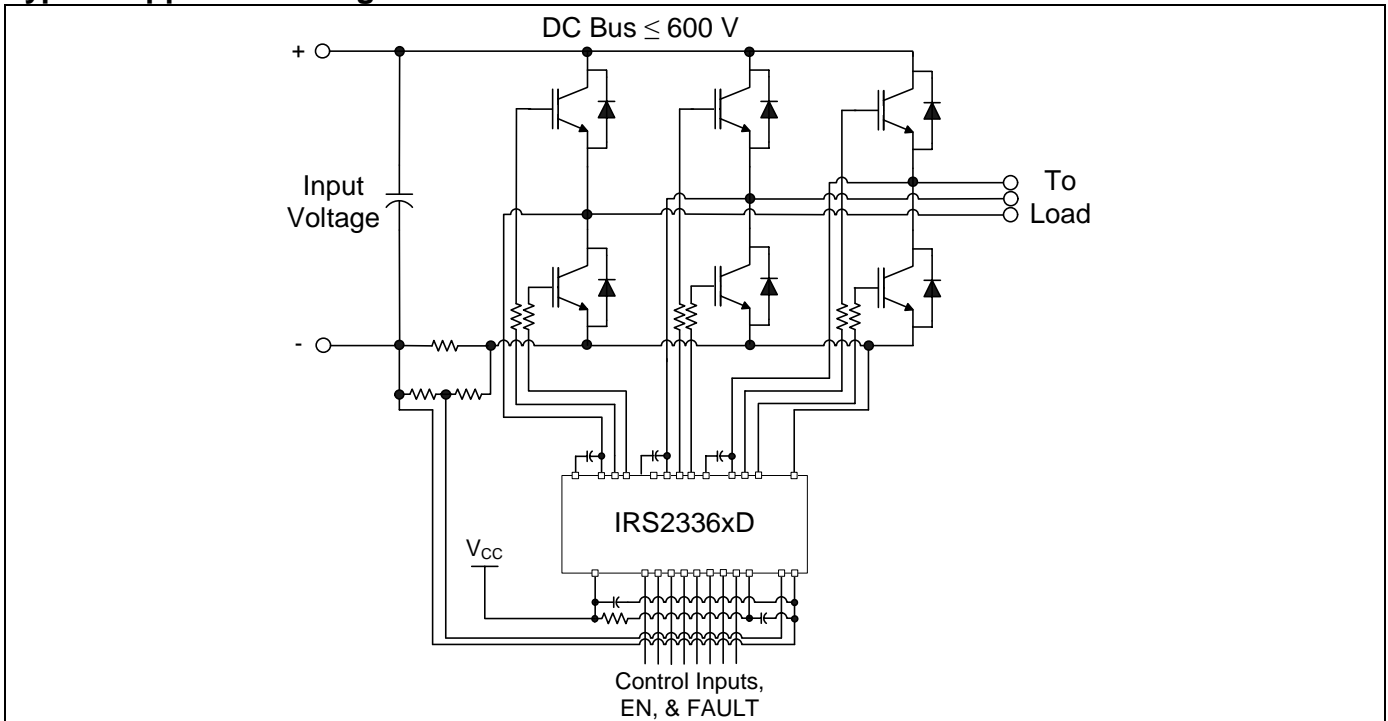 DC Bus ≤ 600 V
+
Input
Voltage
To
Load
-
IRS2336xD
VCC
Control Inputs,
EN, & FAULT